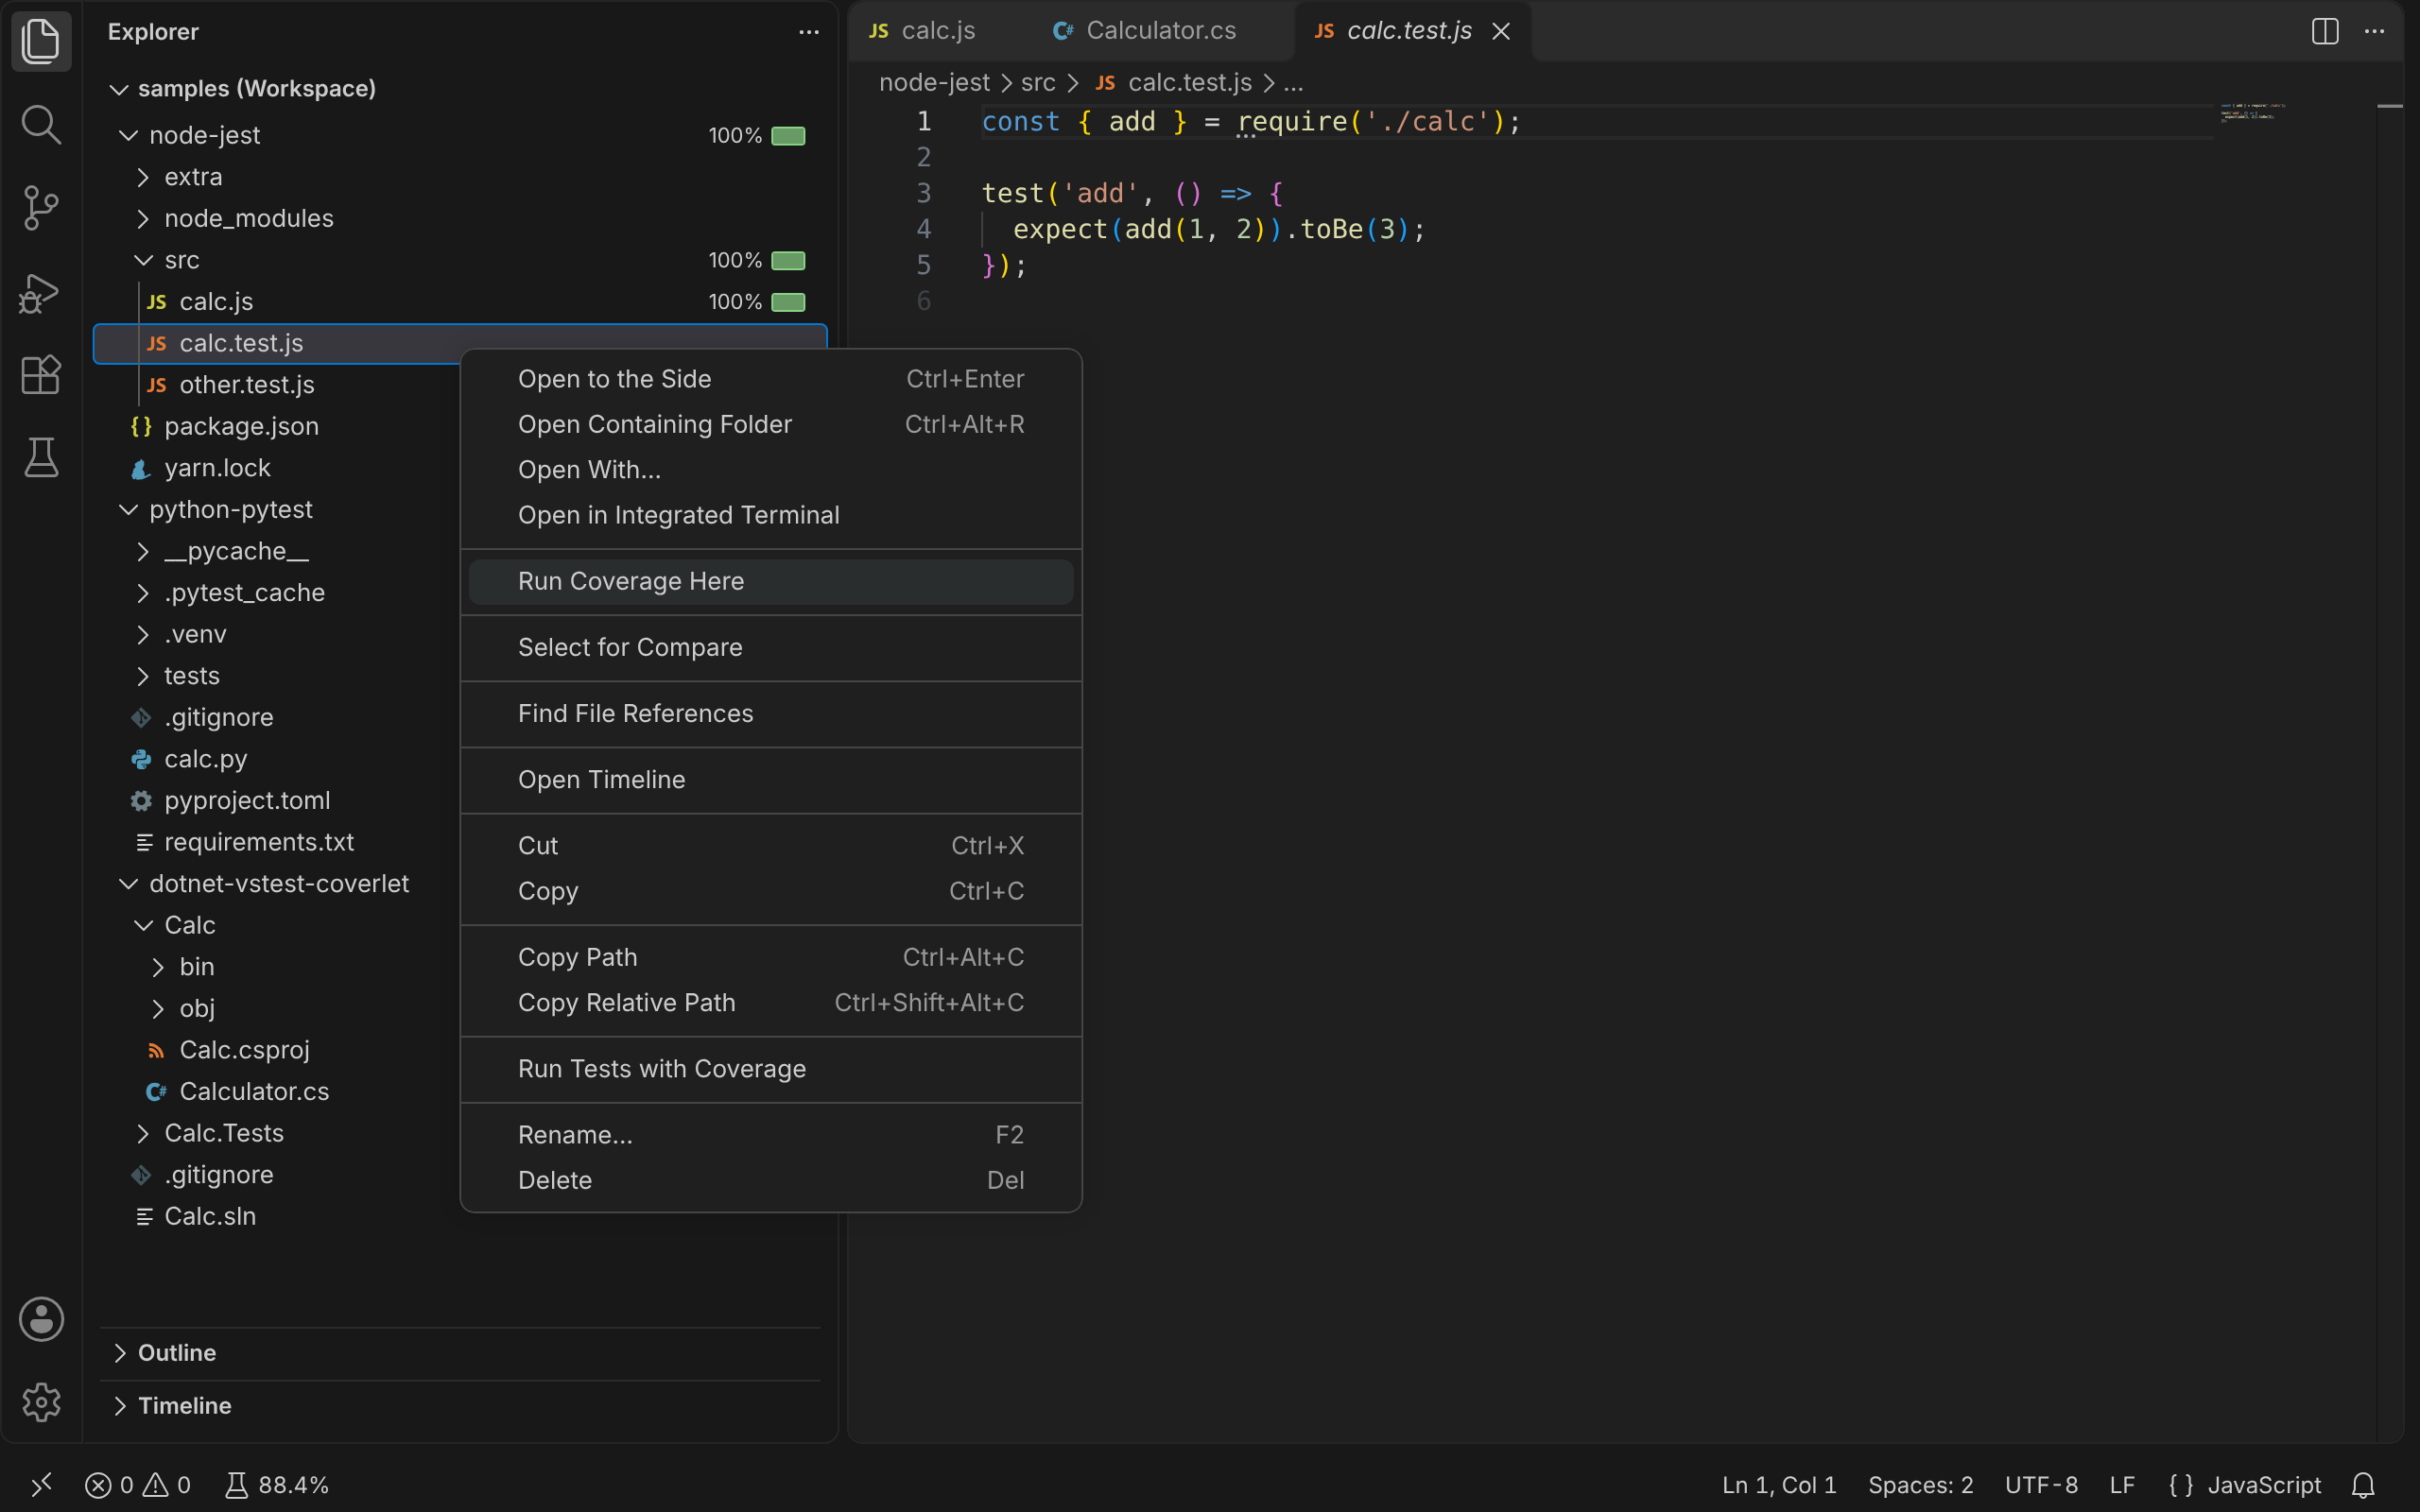 Explorer
samples (Workspace)
node-jest 100%
extra
node_modules
src 100%
JS calc.js 100%
JS calc.test.js
JS other.test.js
{} package.json
yarn.lock
python-pytest
__pycache__
.pytest_cache
.venv
tests
.gitignore
calc.py
pyproject.toml
requirements.txt
dotnet-vstest-coverlet
Calc
bin
obj
Calc.csproj
C# Calculator.cs
Calc.Tests
.gitignore
Calc.sln
Outline
Timeline
JS calc.js
C# Calculator.cs
JS calc.test.js
node-jest > src > JS calc.test.js > ...
1 const { add } = require('./calc');
2
3 test('add', () => {
4 expect(add(1, 2)).toBe(3);
5 });
6
Open to the Side Ctrl+Enter
Open Containing Folder Ctrl+Alt+R
Open With...
Open in Integrated Terminal
Run Coverage Here
Select for Compare
Find File References
Open Timeline
Cut Ctrl+X
Copy Ctrl+C
Copy Path Ctrl+Alt+C
Copy Relative Path Ctrl+Shift+Alt+C
Run Tests with Coverage
Rename... F2
Delete Del
0 0 88.4% Ln 1, Col 1 Spaces: 2 UTF-8 LF {} JavaScript